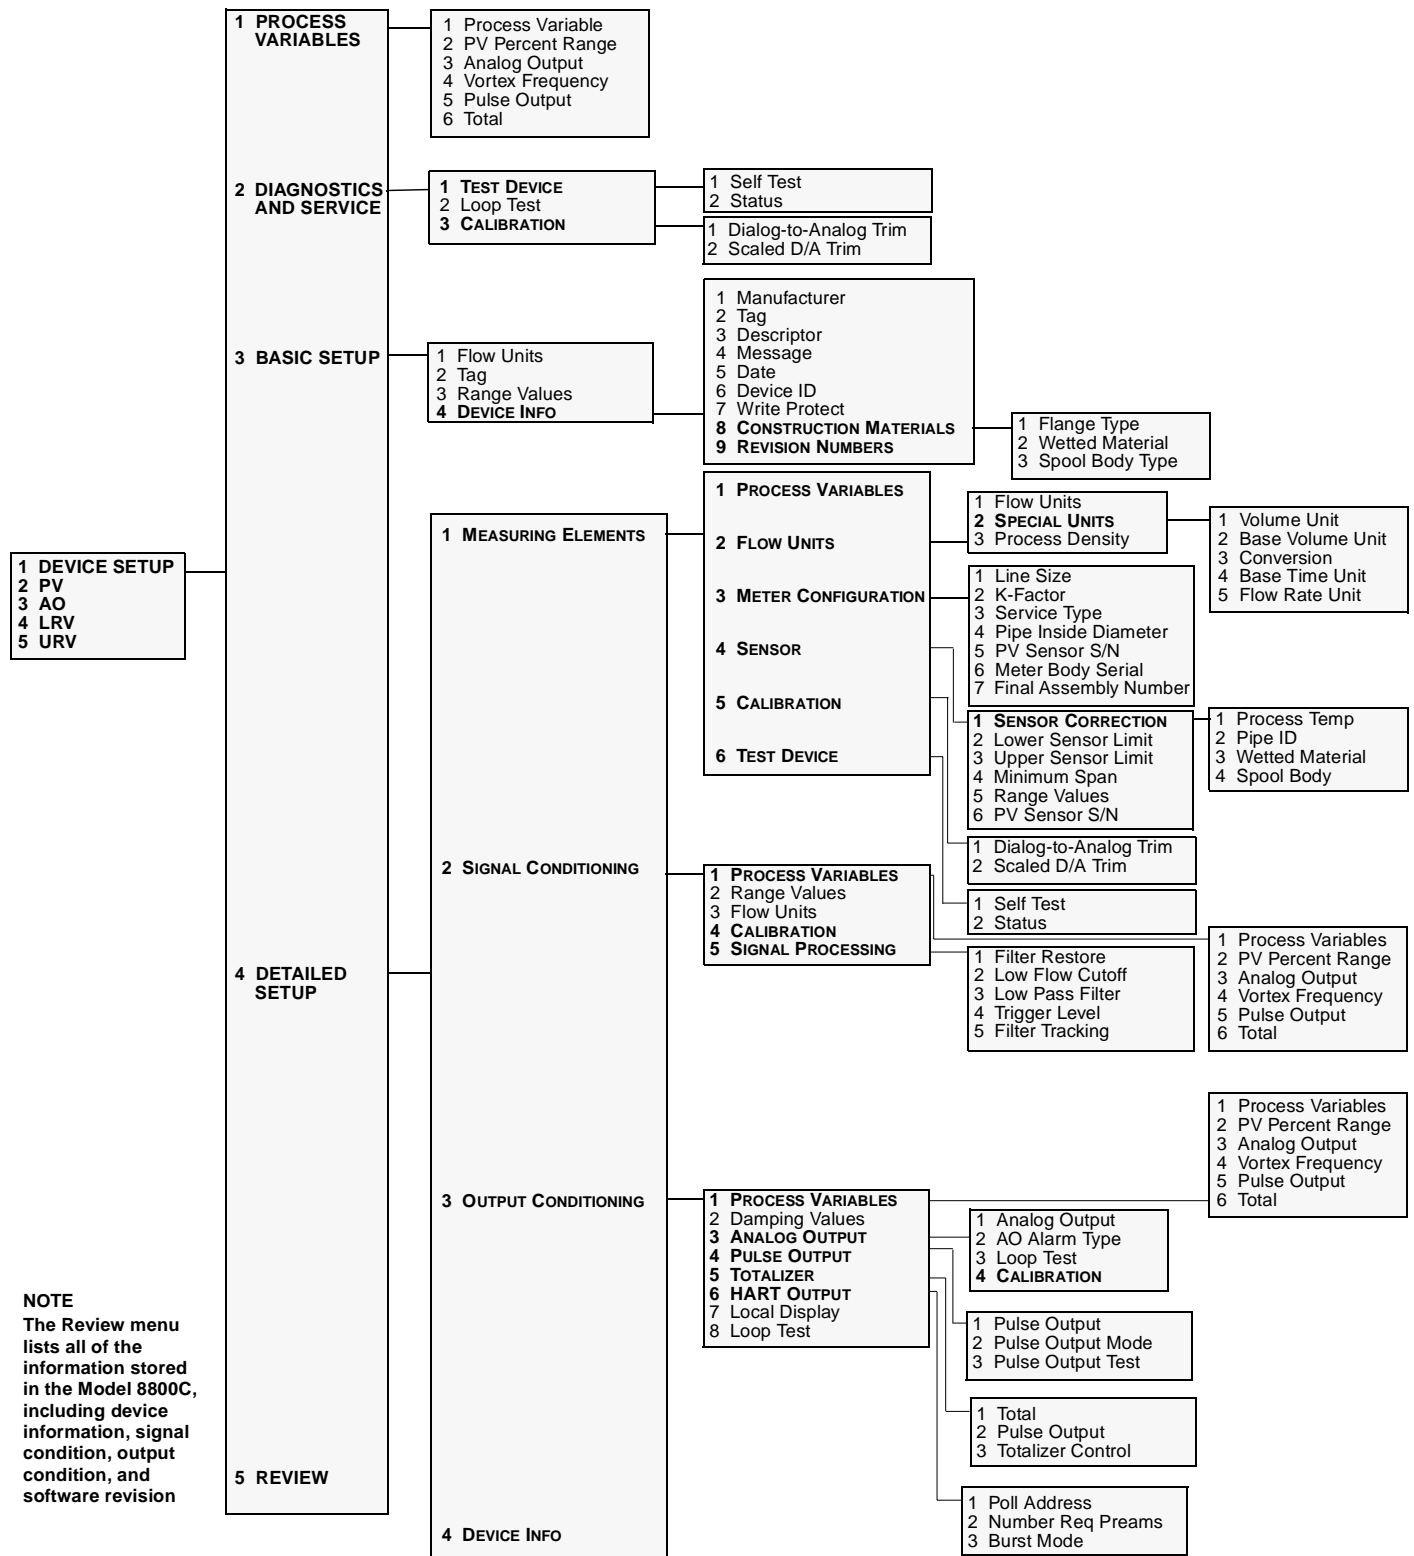 1 DEVICE SETUP
2 PV
3 AO
4 LRV
5 URV
1 PROCESS
VARIABLES
2 DIAGNOSTICS
AND SERVICE
3 BASIC SETUP
4 DETAILED
SETUP
5 REVIEW
1 Process Variable
2 PV Percent Range
3 Analog Output
4 Vortex Frequency
5 Pulse Output
6 Total
1 TEST DEVICE
2 Loop Test
3 CALIBRATION
1 Self Test
2 Status
1 Dialog-to-Analog Trim
2 Scaled D/A Trim
1 Flow Units
2 Tag
3 Range Values
4 DEVICE INFO
1 Manufacturer
2 Tag
3 Descriptor
4 Message
5 Date
6 Device ID
7 Write Protect
8 CONSTRUCTION MATERIALS
9 REVISION NUMBERS
1 Flange Type
2 Wetted Material
3 Spool Body Type
1 MEASURING ELEMENTS
2 SIGNAL CONDITIONING
3 OUTPUT CONDITIONING
4 DEVICE INFO
1 PROCESS VARIABLES
2 FLOW UNITS
3 METER CONFIGURATION
4 SENSOR
5 CALIBRATION
6 TEST DEVICE
1 Flow Units
2 SPECIAL UNITS
3 Process Density
1 Volume Unit
2 Base Volume Unit
3 Conversion
4 Base Time Unit
5 Flow Rate Unit
1 Line Size
2 K-Factor
3 Service Type
4 Pipe Inside Diameter
5 PV Sensor S/N
6 Meter Body Serial
7 Final Assembly Number
1 SENSOR CORRECTION
2 Lower Sensor Limit
3 Upper Sensor Limit
4 Minimum Span
5 Range Values
6 PV Sensor S/N
1 Process Temp
2 Pipe ID
3 Wetted Material
4 Spool Body
1 Dialog-to-Analog Trim
2 Scaled D/A Trim
1 Self Test
2 Status
1 PROCESS VARIABLES
2 Range Values
3 Flow Units
4 CALIBRATION
5 SIGNAL PROCESSING
1 Process Variables
2 PV Percent Range
3 Analog Output
4 Vortex Frequency
5 Pulse Output
6 Total
1 Filter Restore
2 Low Flow Cutoff
3 Low Pass Filter
4 Trigger Level
5 Filter Tracking
1 PROCESS VARIABLES
2 Damping Values
3 ANALOG OUTPUT
4 PULSE OUTPUT
5 TOTALIZER
6 HART OUTPUT
7 Local Display
8 Loop Test
1 Process Variables
2 PV Percent Range
3 Analog Output
4 Vortex Frequency
5 Pulse Output
6 Total
1 Analog Output
2 AO Alarm Type
3 Loop Test
4 CALIBRATION
1 Pulse Output
2 Pulse Output Mode
3 Pulse Output Test
1 Total
2 Pulse Output
3 Totalizer Control
1 Poll Address
2 Number Req Preams
3 Burst Mode
NOTE
The Review menu
lists all of the
information stored
in the Model 8800C,
including device
information, signal
condition, output
condition, and
software revision